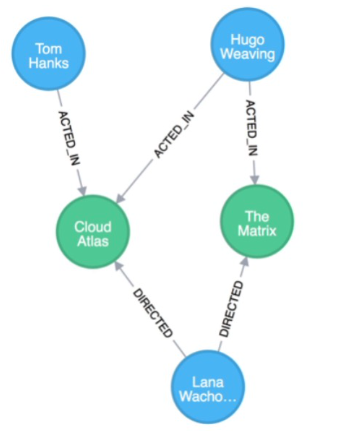 Tom
Hanks
Hugo
Weaving
ACTED_IN
ACTED_IN
ACTED_IN
Cloud
Atlas
The
Matrix
DIRECTED
DIRECTED
Lana
Wacho...